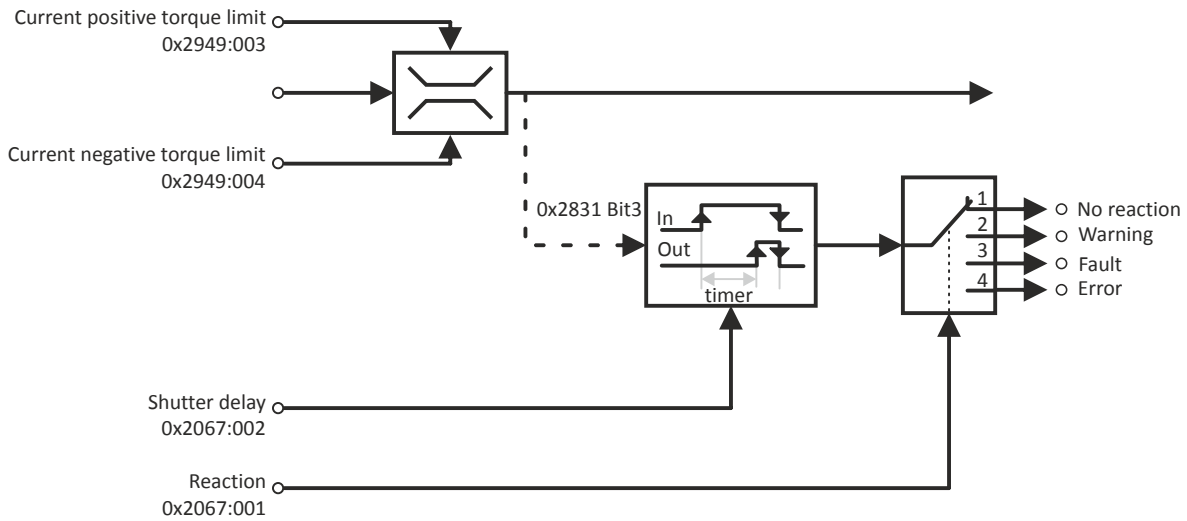 Current positive torque limit
0x2949:003
Current negative torque limit
0x2949:004
0x2831 Bit3
In
Out
timer
1
No reaction
2
Warning
3
Fault
4
Error
Shutter delay
0x2067:002
Reaction
0x2067:001